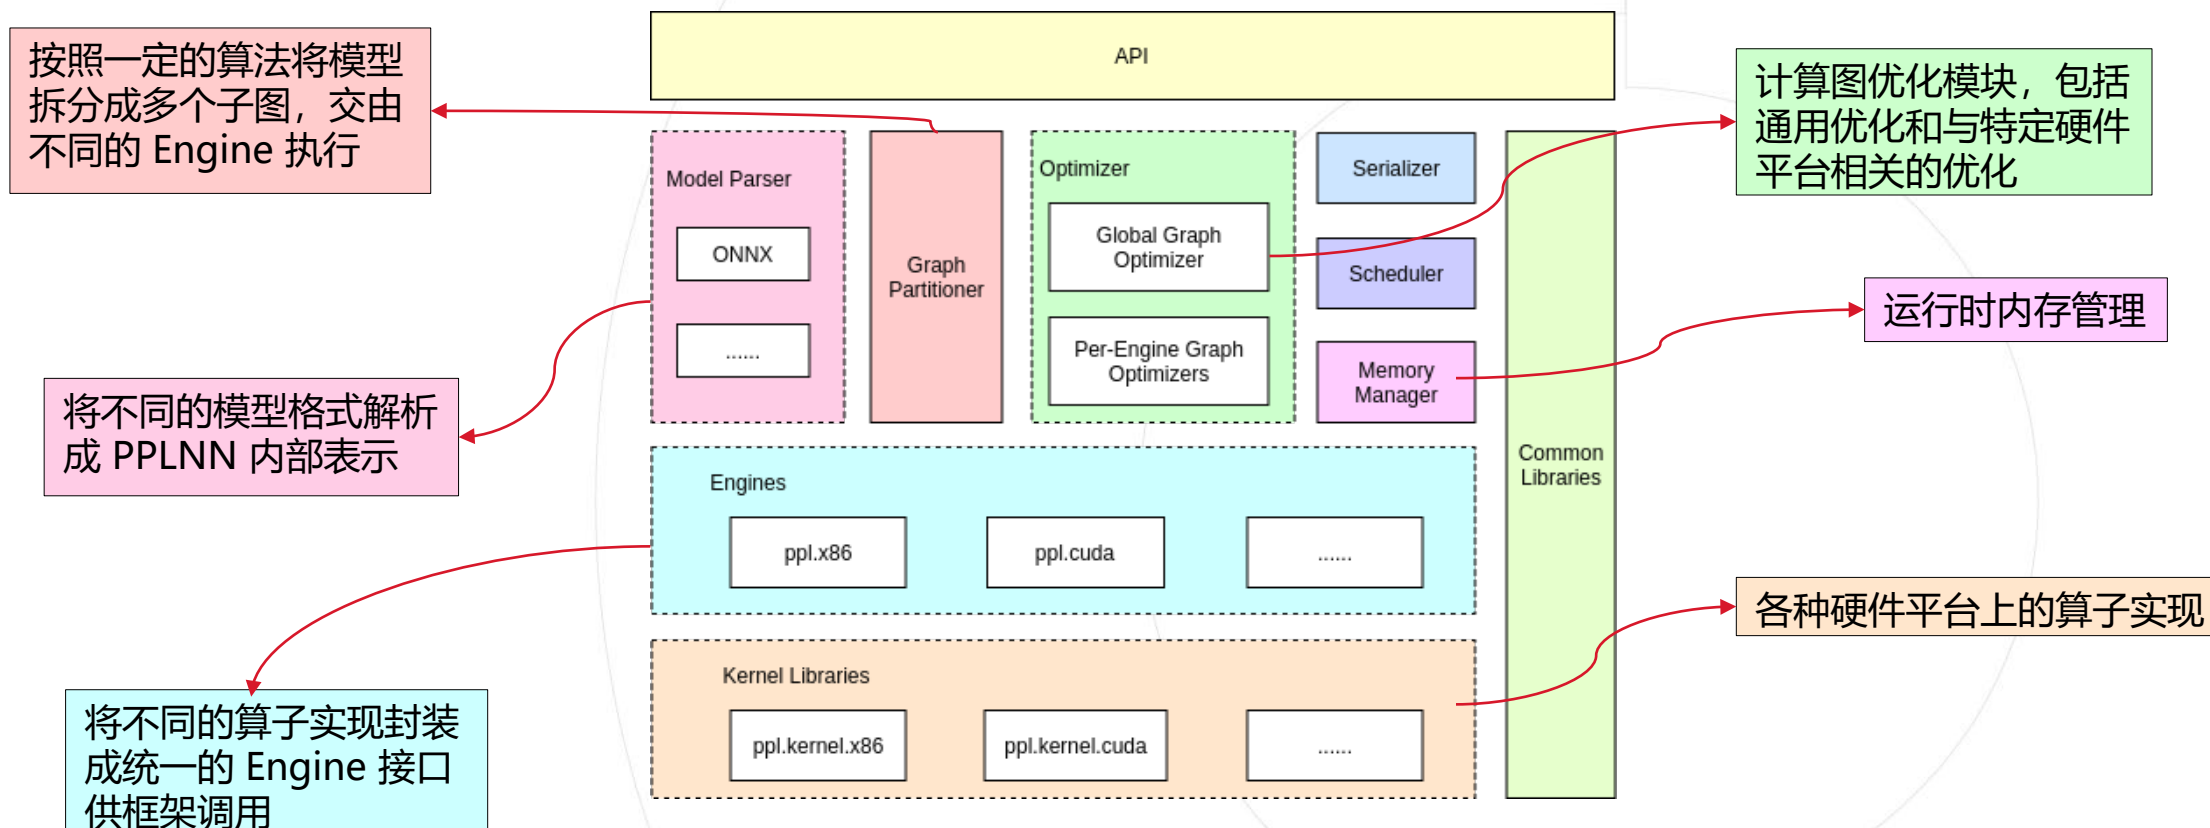 API
按照一定的算法将模型
拆分成多个子图，交由
不同的 Engine 执行
计算图优化模块，包括
通用优化和与特定硬件
平台相关的优化
Model Parser
ONNX
......
Graph
Partitioner
Optimizer
Global Graph
Optimizer
Per-Engine Graph
Optimizers
Serializer
Scheduler
Memory
Manager
Common
Libraries
运行时内存管理
将不同的模型格式解析
成 PPLNN 内部表示
Engines
ppl.x86
ppl.cuda
......
各种硬件平台上的算子实现
Kernel Libraries
ppl.kernel.x86
ppl.kernel.cuda
......
将不同的算子实现封装
成统一的 Engine 接口
供框架调用